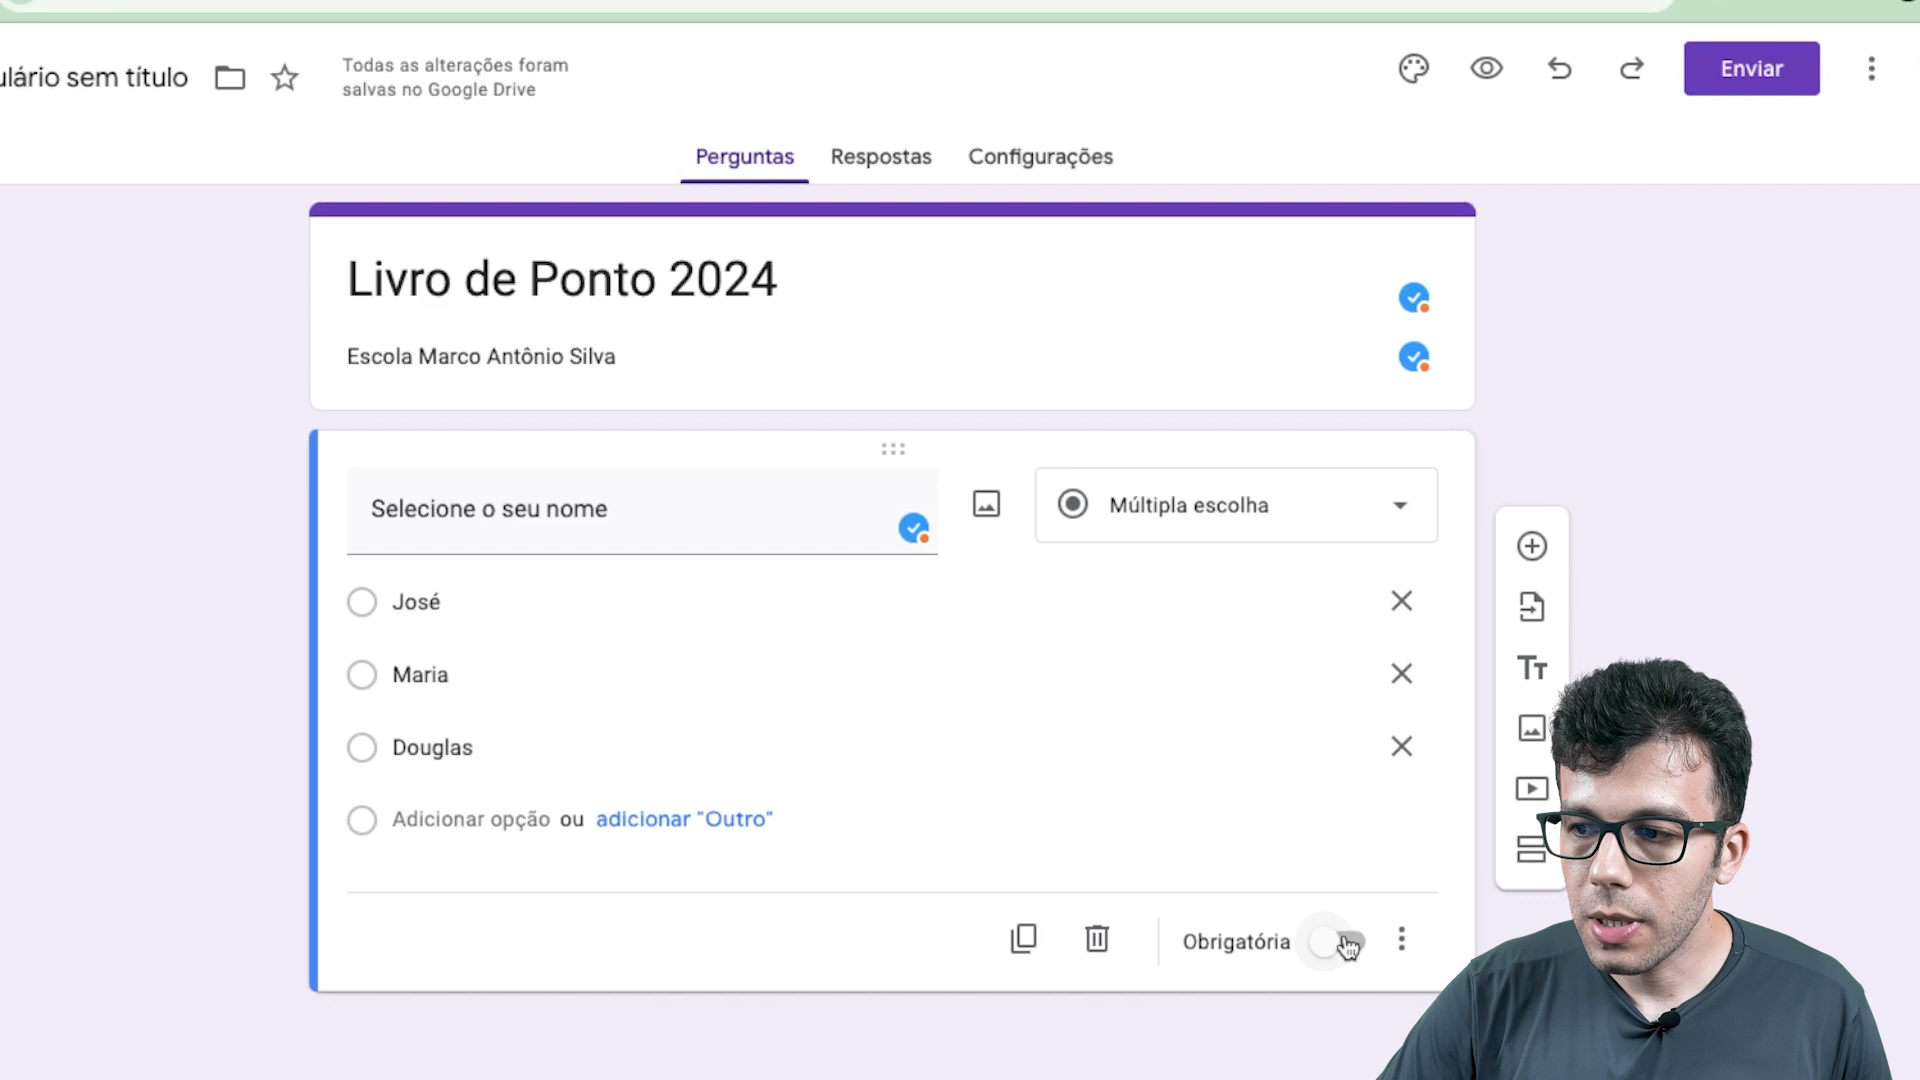 ulário sem título
Todas as alterações foram
salvas no Google Drive
Enviar
Perguntas Respostas Configurações
Livro de Ponto 2024
Escola Marco Antônio Silva
Selecione o seu nome
Múltipla escolha
José
Maria
Douglas
Adicionar opção ou adicionar "Outro"
Obrigatória